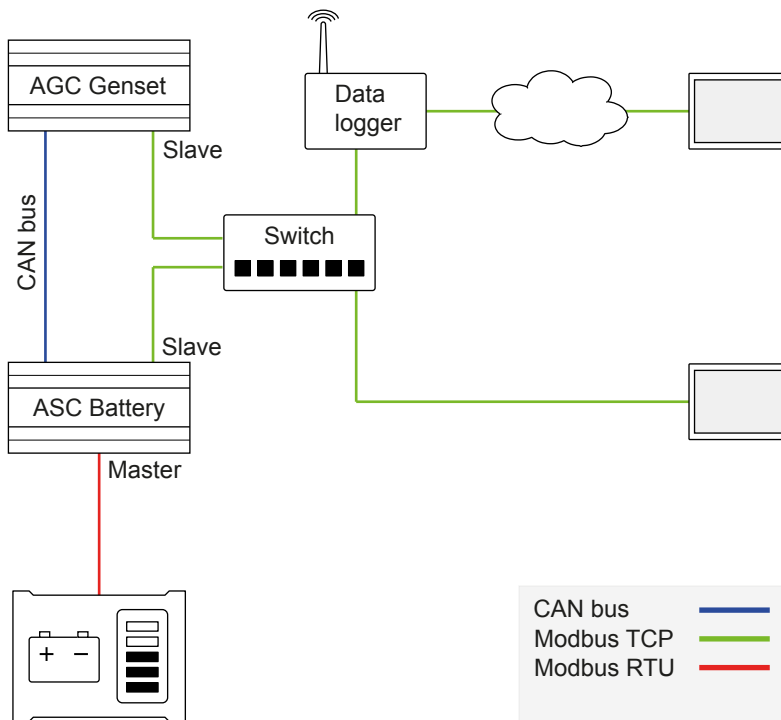 AGC Genset
Data
logger
Slave
CAN bus
Switch
Slave
ASC Battery
Master
+ −
CAN bus
Modbus TCP
Modbus RTU